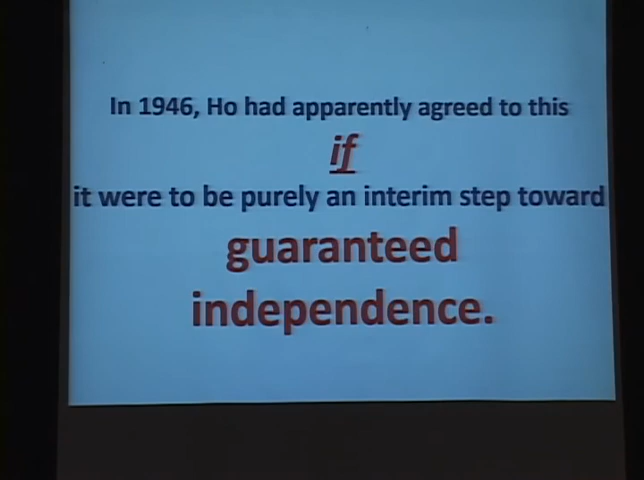 In 1946, Ho had apparently agreed to this
if
it were to be purely an interim step toward
guaranteed
independence.